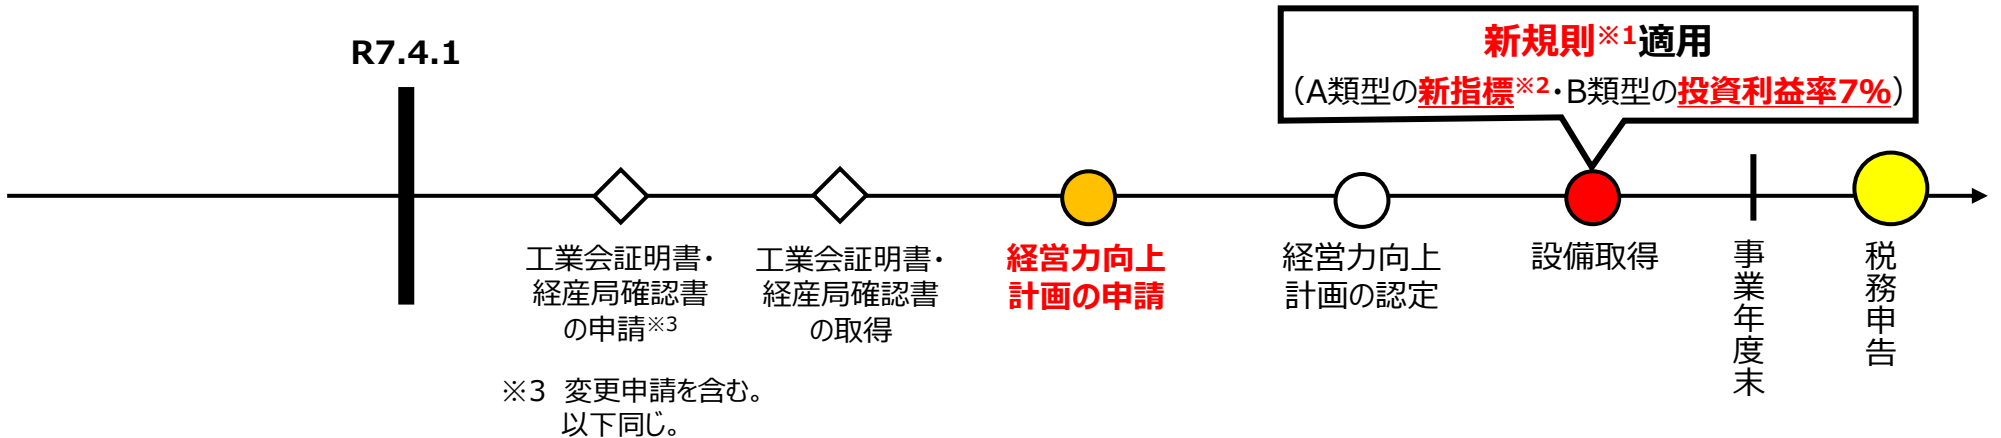 R7.4.1
新規則※1適用
（A類型の新指標※2・B類型の投資利益率7%）
工業会証明書・
経産局確認書
の申請※3
工業会証明書・
経産局確認書
の取得
経営力向上
計画の申請
経営力向上
計画の認定
設備取得
事業年度末
税務申告
※3 変更申請を含む。
以下同じ。